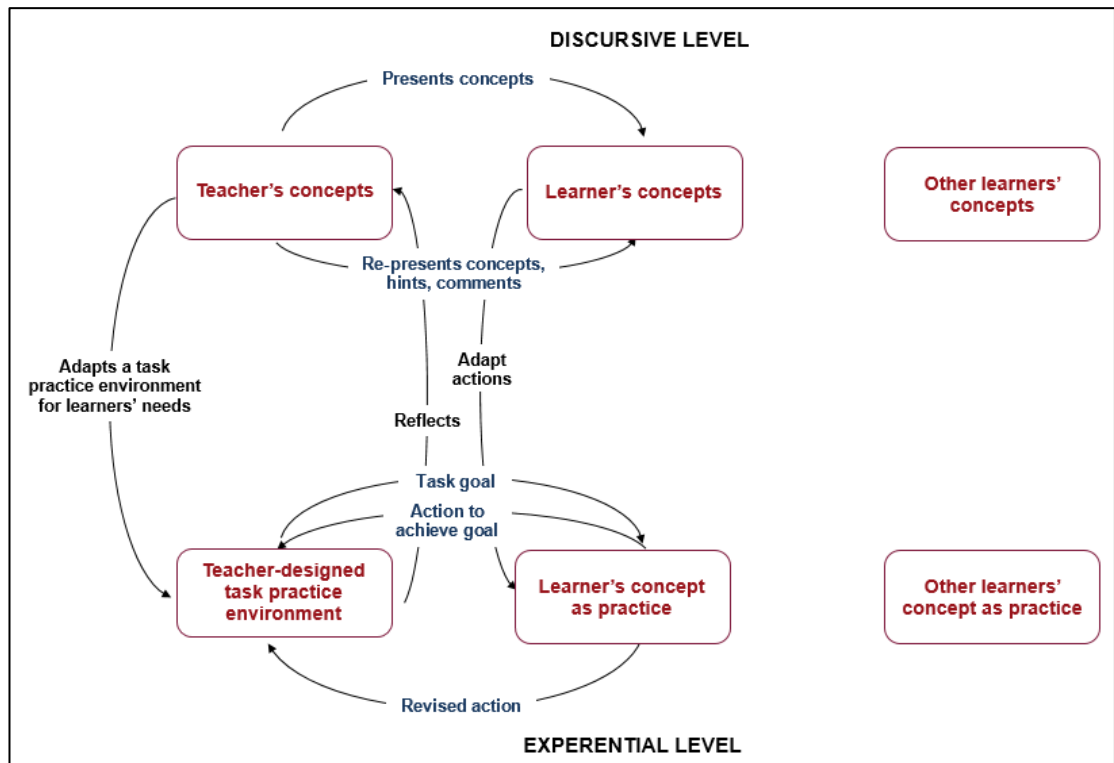 DISCURSIVE LEVEL
Presents concepts
Teacher’s concepts
Learner’s concepts
Other learners’
concepts
Re-presents concepts,
hints, comments
Adapts a task
practice environment
for learners’ needs
Adapt
actions
Reflects
Task goal
Action to
achieve goal
Teacher-designed
task practice
environment
Learner’s concept
as practice
Other learners’
concept as practice
Revised action
EXPERENTIAL LEVEL